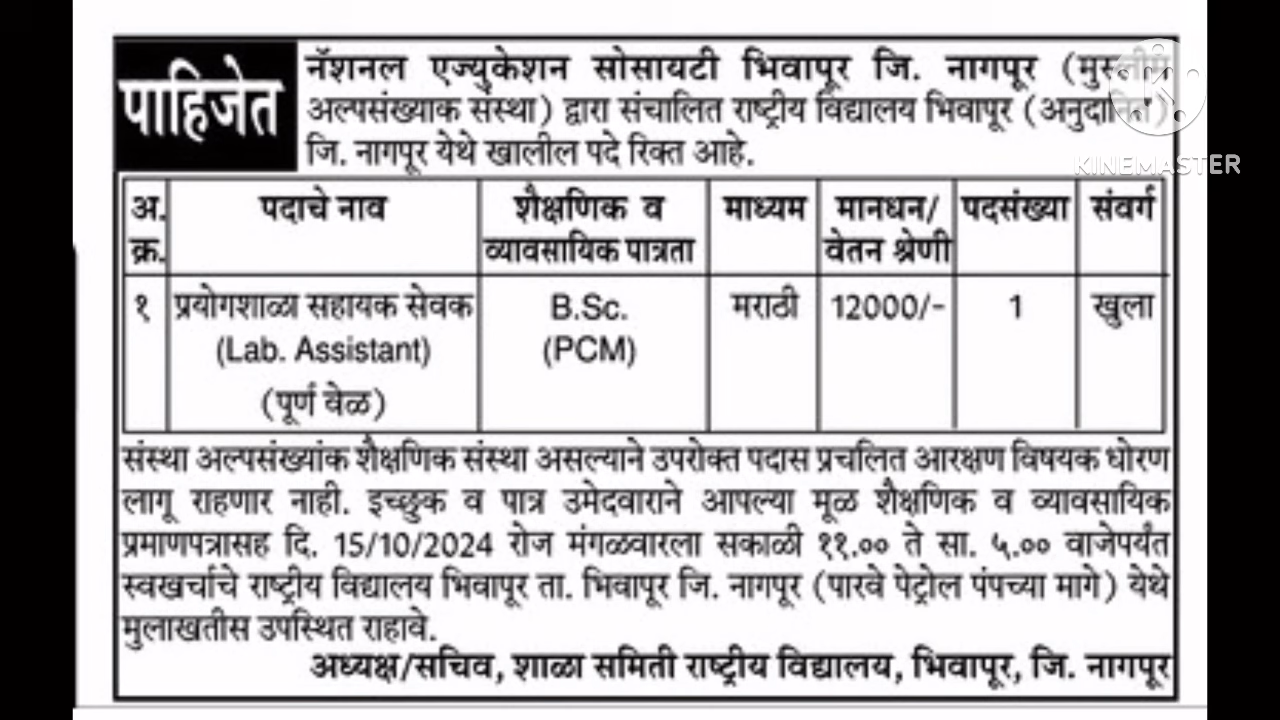 पाहिजेत
नॅशनल एज्युकेशन सोसायटी भिवापूर जि. नागपूर (मुस्लीम
अल्पसंख्याक संस्था) द्वारा संचालित राष्ट्रीय विद्यालय भिवापूर (अनुदानित)
जि. नागपूर येथे खालील पदे रिक्त आहे.
KINEMASTER
अ. क्र. पदाचे नाव शैक्षणिक व व्यावसायिक पात्रता माध्यम मानधन/ वेतन श्रेणी पदसंख्या संवर्ग
१ प्रयोगशाळा सहायक सेवक B.Sc. मराठी 12000/- 1 खुला
(Lab. Assistant) (PCM)
(पूर्ण वेळ)
संस्था अल्पसंख्यांक शैक्षणिक संस्था असल्याने उपरोक्त पदास प्रचलित आरक्षण विषयक धोरण
लागू राहणार नाही. इच्छुक व पात्र उमेदवाराने आपल्या मूळ शैक्षणिक व व्यावसायिक
प्रमाणपत्रासह दि. 15/10/2024 रोज मंगळवारला सकाळी ११.०० ते सा. ५.०० वाजेपर्यंत
स्वखर्चाचे राष्ट्रीय विद्यालय भिवापूर ता. भिवापूर जि. नागपूर (पारवे पेट्रोल पंपच्या मागे) येथे
मुलाखतीस उपस्थित राहावे.
अध्यक्ष/सचिव, शाळा समिती राष्ट्रीय विद्यालय, भिवापूर, जि. नागपूर